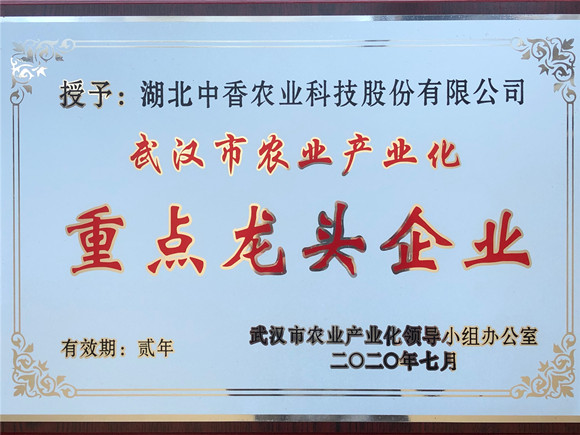 授予：湖北中香农业科技股份有限公司
武汉市农业产业化
重点龙头企业
有效期：贰年
武汉市农业产业化领导小组办公室
二〇二〇年七月